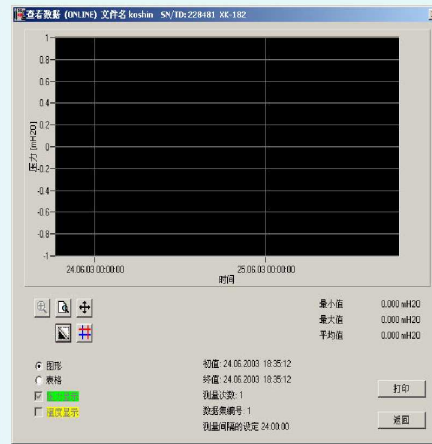 查看数据 (ONLINE) 文件名 koshin SN/TD: 228481 XK-182
压力 [mH2O]
1
0.8
0.6
0.4
0.2
0
-0.2
-0.4
-0.6
-0.8
-1
24.06.03 00:00:00 25.06.03 00:00:00
时间
最小值 0.000 mH2O
最大值 0.000 mH2O
平均值 0.000 mH2O
图形
表格
温度显示
初值: 24.06.2003 18:35:12
终值: 24.06.2003 18:35:12
测量次数: 1
数据集编号: 1
测量间隔的设定 24:00:00
打印
返回